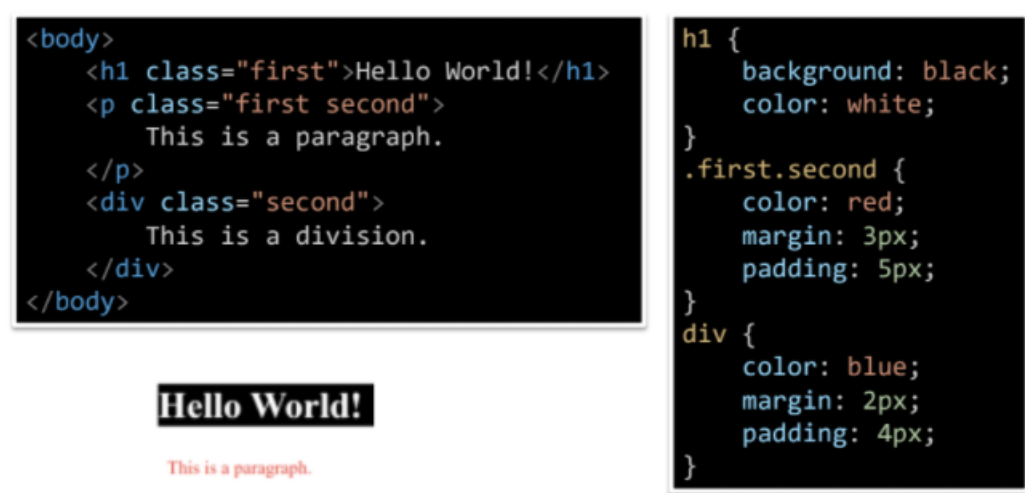 <body>
<h1 class="first">Hello World!</h1>
<p class="first second">
This is a paragraph.
</p>
<div class="second">
This is a division.
</div>
</body>
Hello World!
This is a paragraph.
h1 {
background: black;
color: white;
}
.first.second {
color: red;
margin: 3px;
padding: 5px;
}
div {
color: blue;
margin: 2px;
padding: 4px;
}